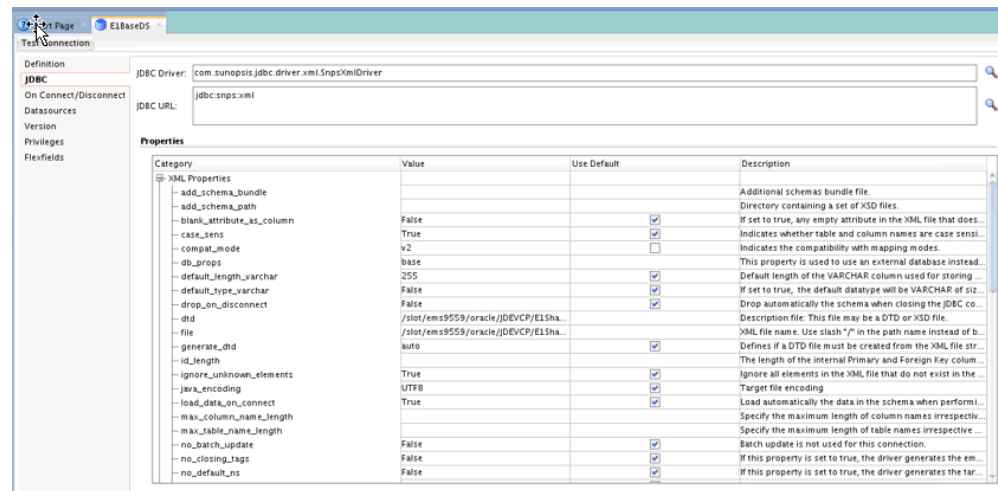 rt Page
E1BaseDS
Test Connection
Definition
JDBC
On Connect/Disconnect
Datasources
Version
Privileges
Flexfields
JDBC Driver: com.sunopsis.jdbc.driver.xml.SnpsXmlDriver
JDBC URL: jdbc:snps:xml
Properties
Category Value Use Default Description
XML Properties
add_schema_bundle Additional schemas bundle file.
add_schema_path Directory containing a set of XSD files.
blank_attribute_as_column False If set to true, any empty attribute in the XML file that does...
case_sens True Indicates whether table and column names are case sensi...
compat_mode v2 Indicates the compatibility with mapping modes.
db_props base This property is used to use an external database instead...
default_length_varchar 255 Default length of the VARCHAR column used for storing ...
default_type_varchar False If set to true, the default datatype will be VARCHAR of siz...
drop_on_disconnect False Drop automatically the schema when closing the JDBC co...
dtd /slot/ems9559/oracle/JDEVCP/E1Sha... Description file: This file may be a DTD or XSD file.
file /slot/ems9559/oracle/JDEVCP/E1Sha... XML file name. Use slash "/" in the path name instead of b...
generate_dtd auto Defines if a DTD file must be created from the XML file str...
id_length The length of the internal Primary and Foreign Key colum...
ignore_unknown_elements True Ignore all elements in the XML file that do not exist in the ...
java_encoding UTF8 Target file encoding
load_data_on_connect True Load automatically the data in the schema when performi...
max_column_name_length Specify the maximum length of column names irrespectiv...
max_table_name_length Specify the maximum length of table names irrespective ...
no_batch_update False Batch update is not used for this connection.
no_closing_tags False If this property is set to true, the driver generates the em...
no_default_ns False If this property is set to true, the driver generates the tar...